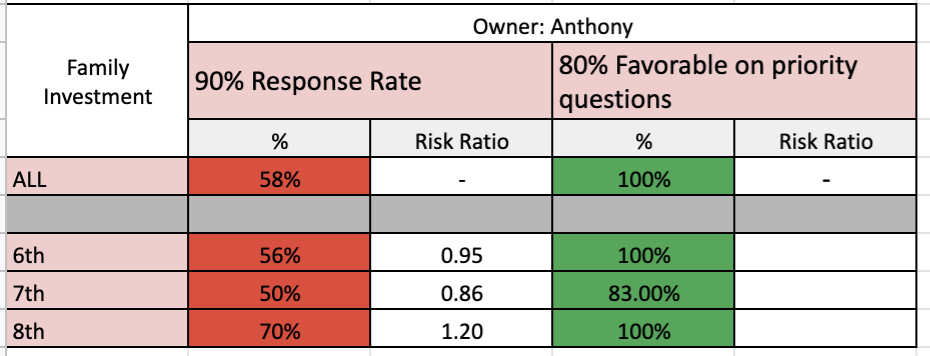 Family
Investment
Owner: Anthony
90% Response Rate
80% Favorable on priority
questions
% Risk Ratio % Risk Ratio
ALL 58% - 100% -
6th 56% 0.95 100%
7th 50% 0.86 83.00%
8th 70% 1.20 100%